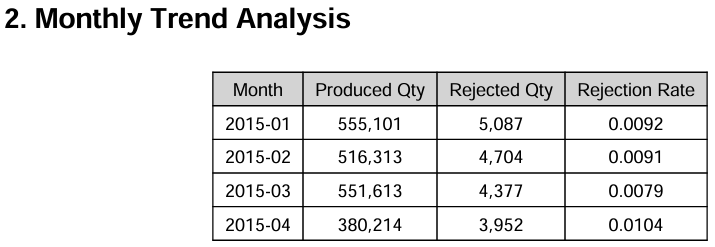 2. Monthly Trend Analysis
Month Produced Qty Rejected Qty Rejection Rate
2015-01 555,101 5,087 0.0092
2015-02 516,313 4,704 0.0091
2015-03 551,613 4,377 0.0079
2015-04 380,214 3,952 0.0104